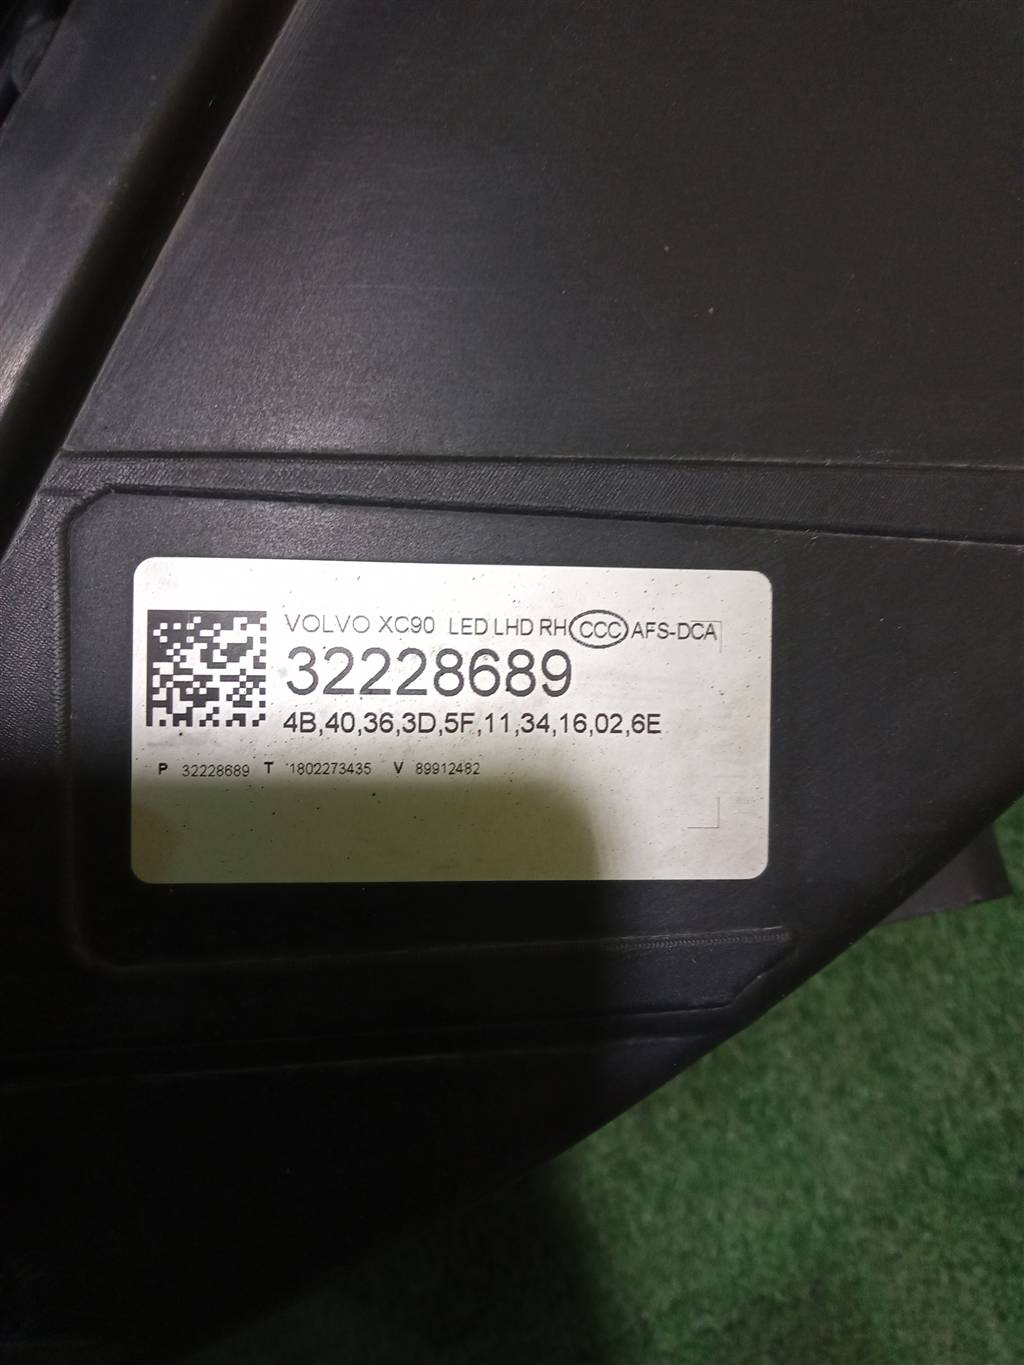 VOLVO XC90 LED LHD RH CCC AFS-DCA
32228689
4B,40,36,3D,5F,11,34,16,02,6E
P 32228689 T 1802273435 V 89912482